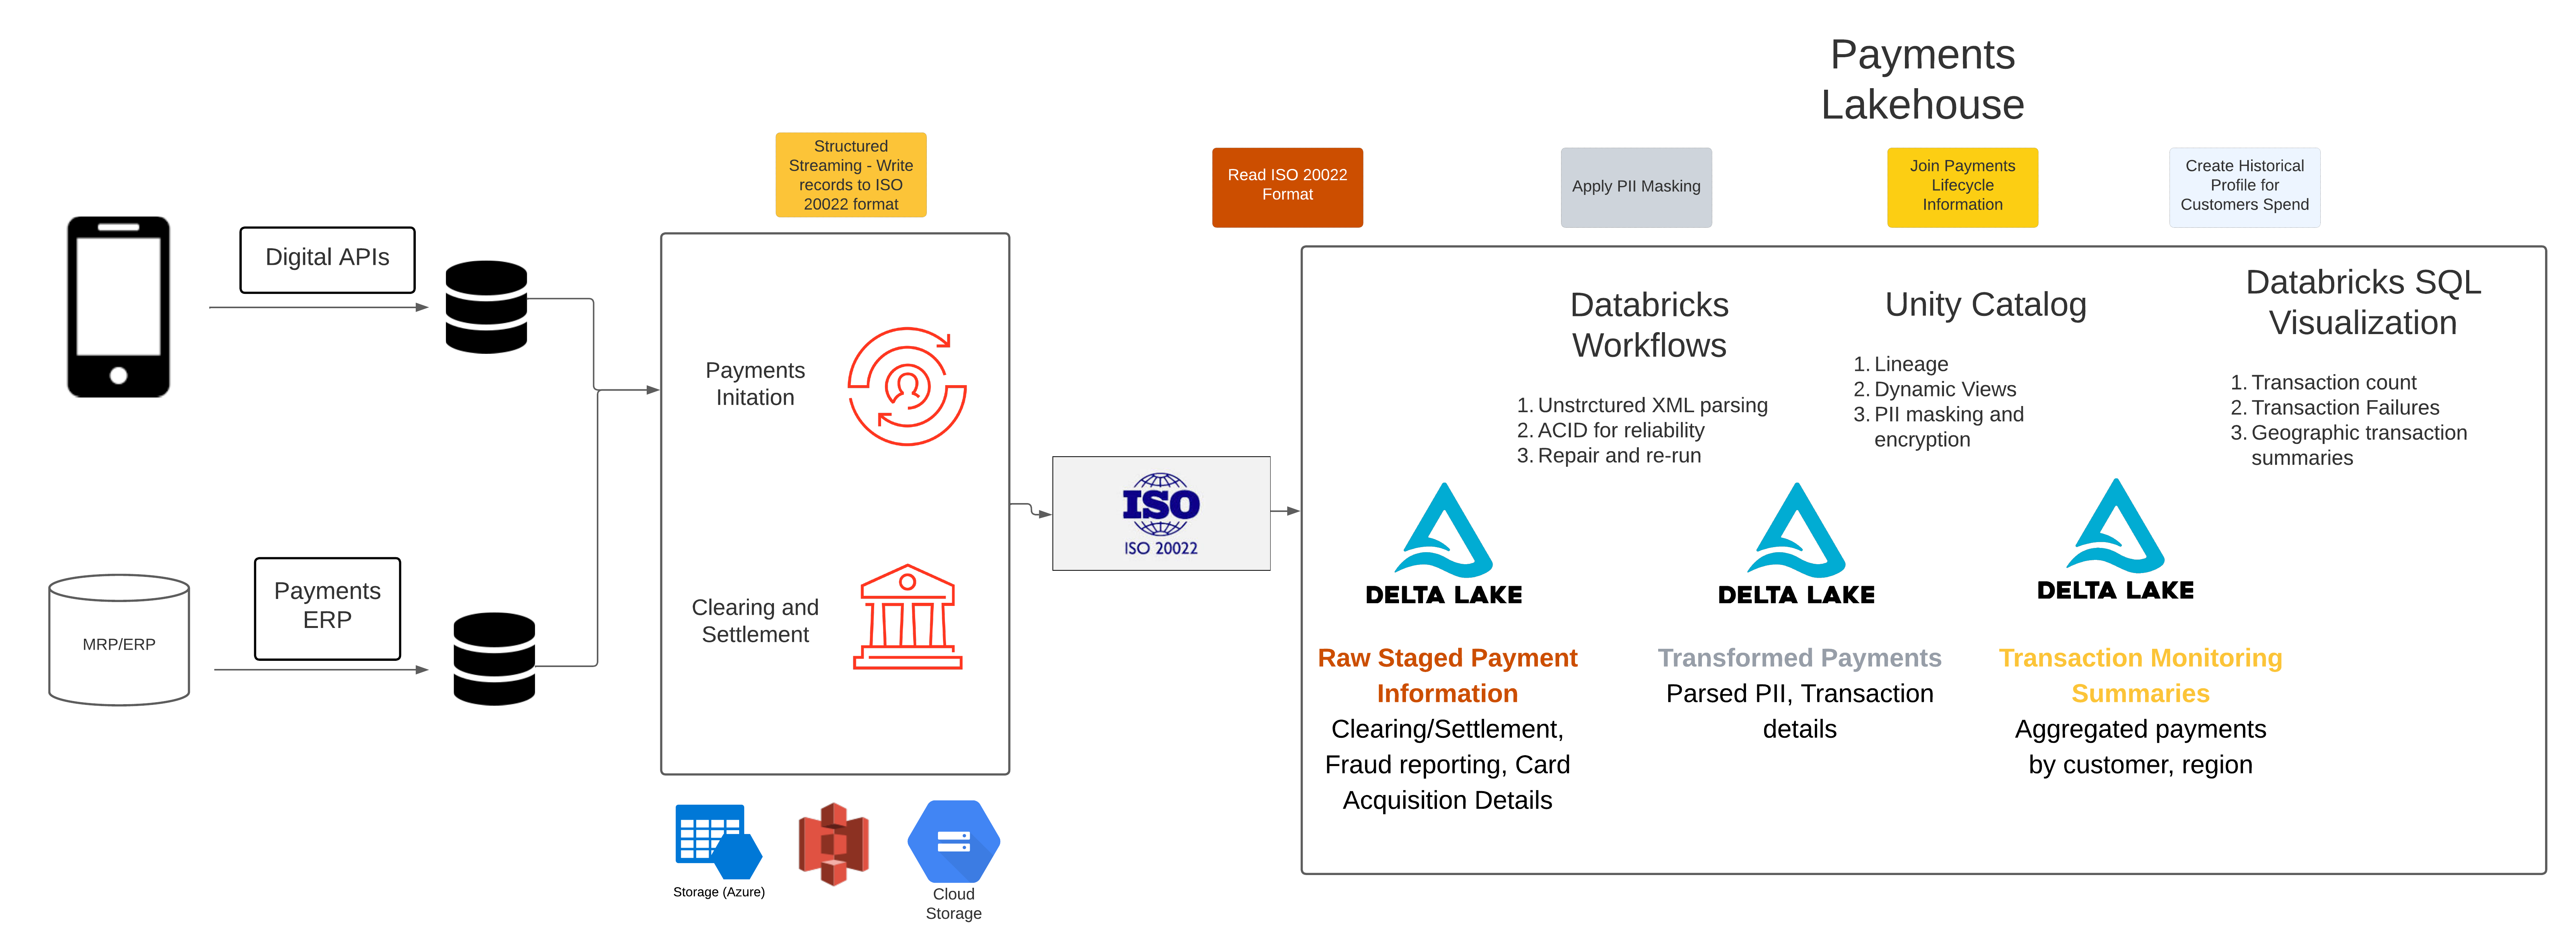 Payments
Lakehouse
Structured
Streaming - Write
records to ISO
20022 format
Read ISO 20022
Format
Apply PII Masking
Join Payments
Lifecycle
Information
Create Historical
Profile for
Customers Spend
Digital APIs
Payments
ERP
MRP/ERP
Payments
Initation
Clearing and
Settlement
Storage (Azure)
Cloud
Storage
ISO
ISO 20022
Databricks
Workflows
1. Unstrctured XML parsing
2. ACID for reliability
3. Repair and re-run
Unity Catalog
1. Lineage
2. Dynamic Views
3. PII masking and
encryption
Databricks SQL
Visualization
1. Transaction count
2. Transaction Failures
3. Geographic transaction
summaries
DELTA LAKE
Raw Staged Payment
Information
Clearing/Settlement,
Fraud reporting, Card
Acquisition Details
DELTA LAKE
Transformed Payments
Parsed PII, Transaction
details
DELTA LAKE
Transaction Monitoring
Summaries
Aggregated payments
by customer, region